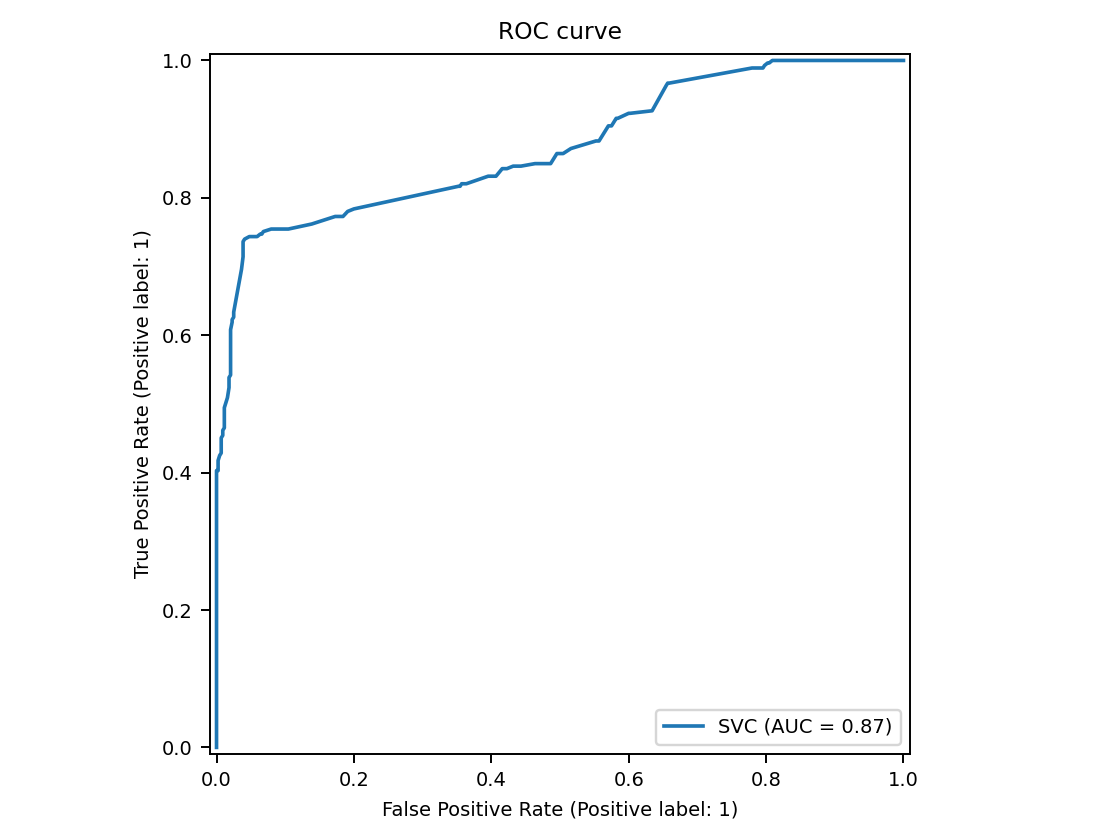 ROC curve
True Positive Rate (Positive label: 1)
1.0
0.8
0.6
0.4
0.2
0.0
SVC (AUC = 0.87)
0.0 0.2 0.4 0.6 0.8 1.0
False Positive Rate (Positive label: 1)